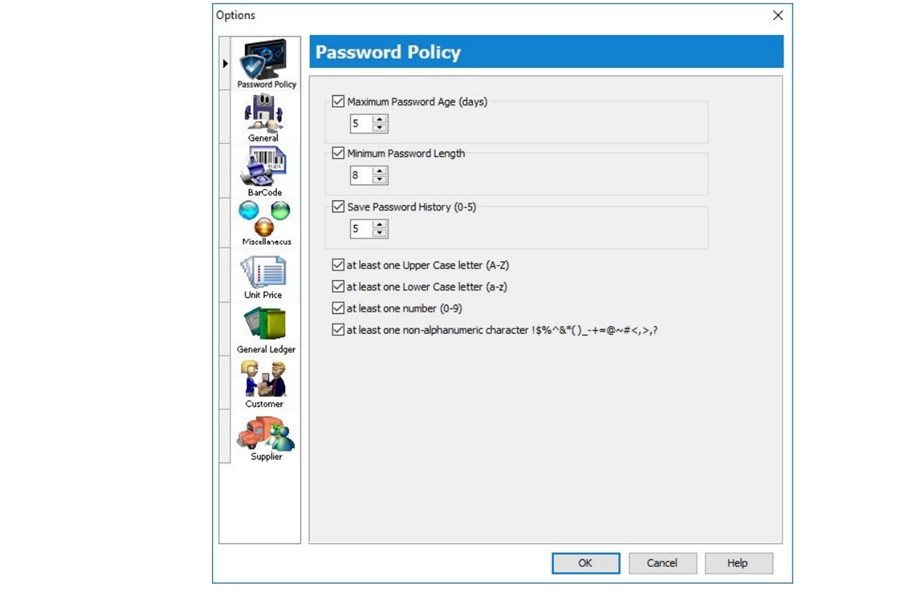 Options
Password Policy
Password Policy
General
BarCode
Miscellanecus
Unit Price
General Ledger
Customer
Supplier
Maximum Password Age (days)
5
Minimum Password Length
8
Save Password History (0-5)
5
at least one Upper Case letter (A-Z)
at least one Lower Case letter (a-z)
at least one number (0-9)
at least one non-alphanumeric character !$%^&*()_-+=@~#<,>,?
OK
Cancel
Help